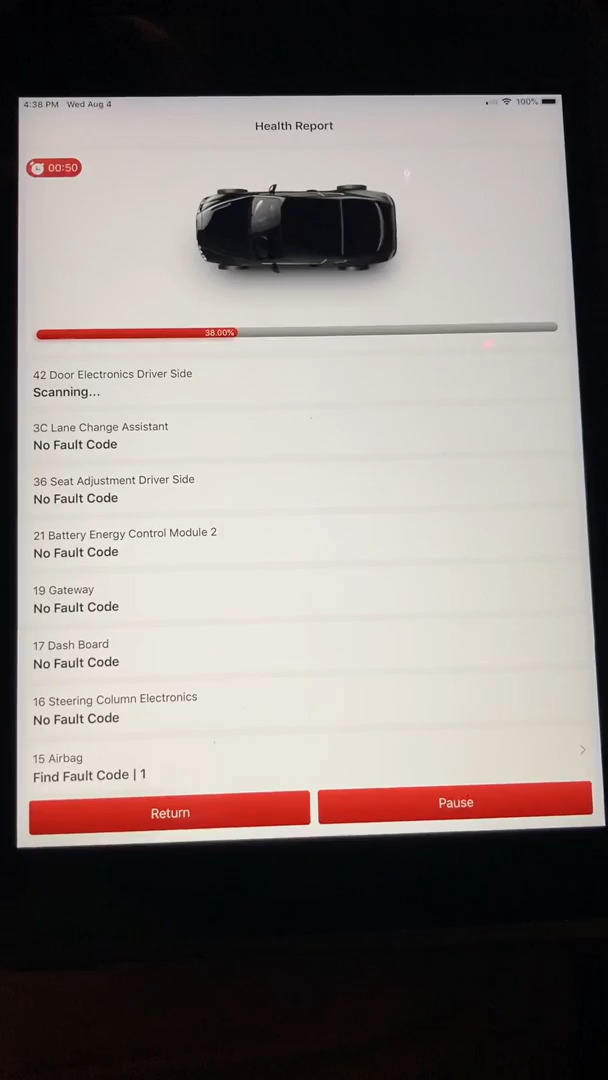 4:38 PM Wed Aug 4
100%
Health Report
00:50
38.00%
42 Door Electronics Driver Side
Scanning...
3C Lane Change Assistant
No Fault Code
36 Seat Adjustment Driver Side
No Fault Code
21 Battery Energy Control Module 2
No Fault Code
19 Gateway
No Fault Code
17 Dash Board
No Fault Code
16 Steering Column Electronics
No Fault Code
15 Airbag
Find Fault Code | 1
Return
Pause